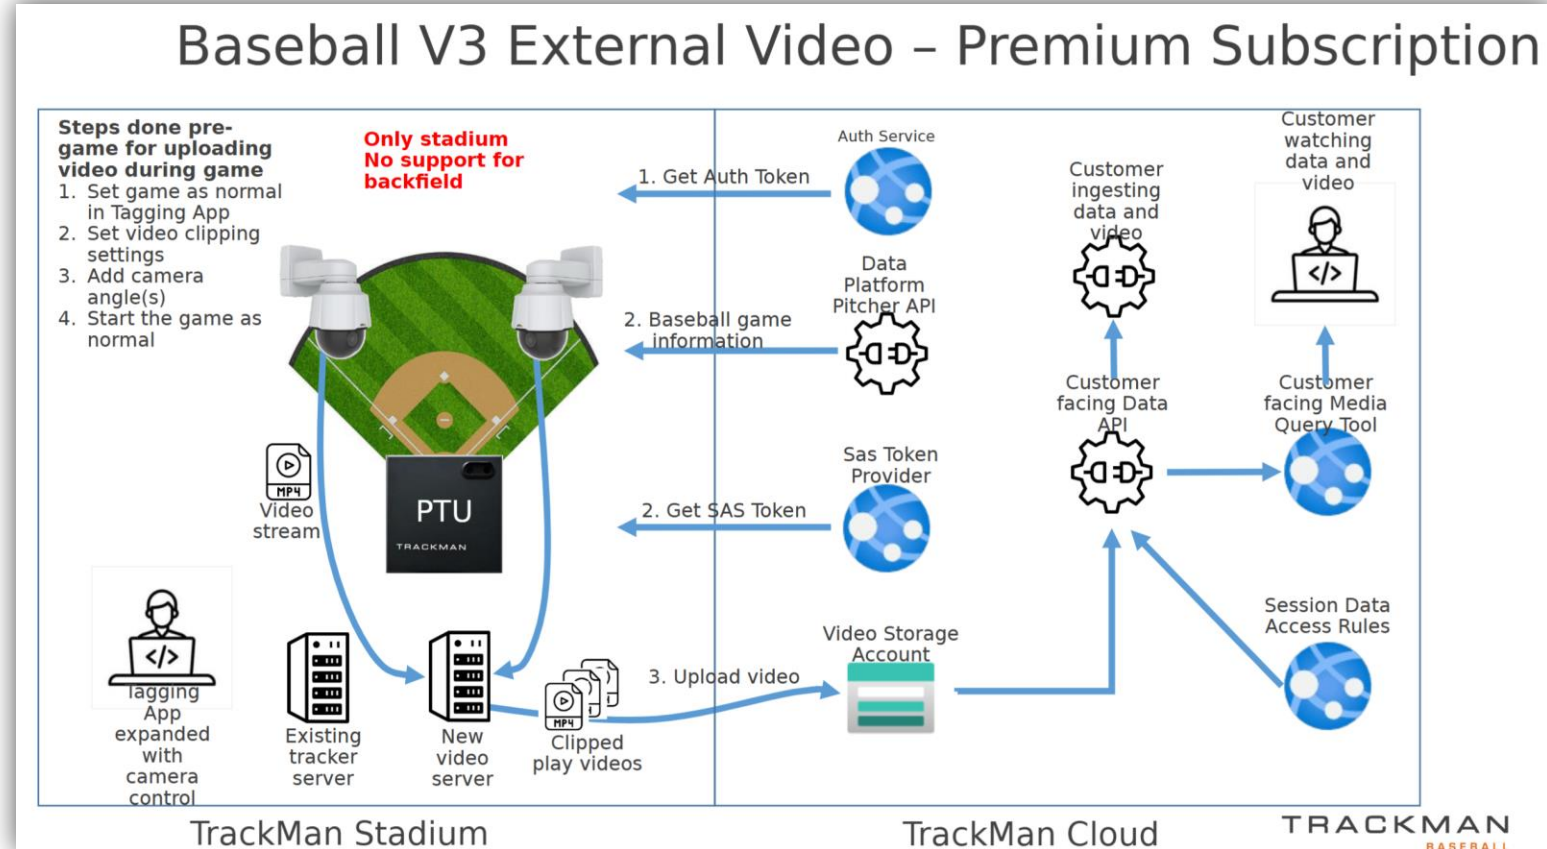 Baseball V3 External Video – Premium Subscription
Steps done pre-
game for uploading
video during game
1. Set game as normal
in Tagging App
2. Set video clipping
settings
3. Add camera
angle(s)
4. Start the game as
normal
Only stadium
No support for
backfield
Video
stream
MP4
PTU
TRACKMAN
Tagging
App
expanded
with
camera
control
Existing
tracker
server
New
video
server
MP4
Clipped
play videos
1. Get Auth Token
2. Baseball game
information
2. Get SAS Token
3. Upload video
Auth Service
Data
Platform
Pitcher API
Sas Token
Provider
Video Storage
Account
Customer
ingesting
data and
video
Customer
watching
data and
video
Customer
facing Data
API
Customer
facing Media
Query Tool
Session Data
Access Rules
TrackMan Stadium
TrackMan Cloud
TRACKMAN
BASEBALL